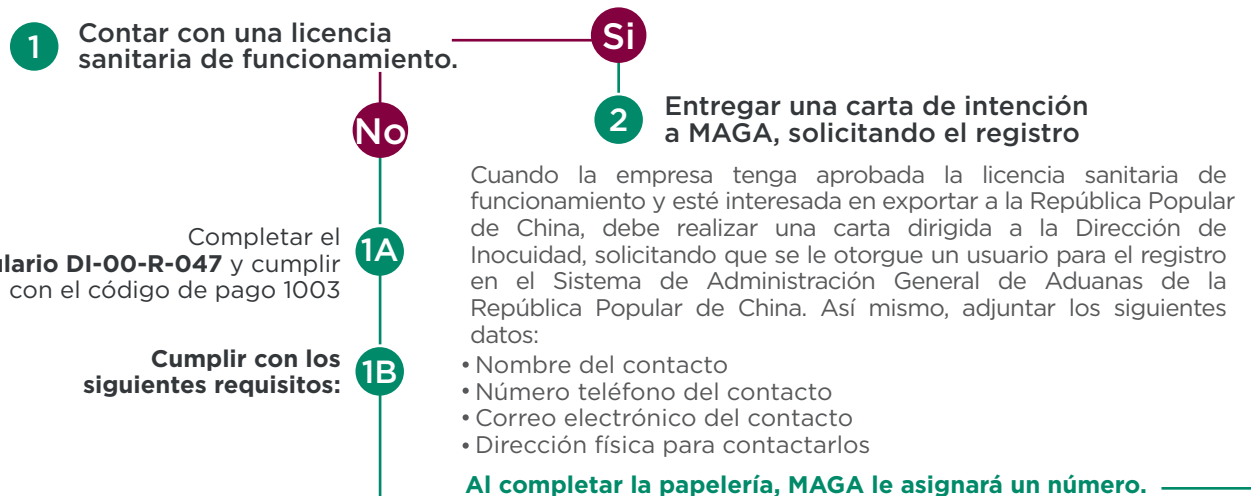 1
Contar con una licencia
sanitaria de funcionamiento.
Si
No
1A
Completar el
DI-00-R-047 y cumplir
con el código de pago 1003
1B
Cumplir con los
siguientes requisitos:
2
Entregar una carta de intención
a MAGA, solicitando el registro
Cuando la empresa tenga aprobada la licencia sanitaria de
funcionamiento y esté interesada en exportar a la República Popular
de China, debe realizar una carta dirigida a la Dirección de
Inocuidad, solicitando que se le otorgue un usuario para el registro
en el Sistema de Administración General de Aduanas de la
República Popular de China. Así mismo, adjuntar los siguientes
datos:
• Nombre del contacto
• Número teléfono del contacto
• Correo electrónico del contacto
• Dirección física para contactarlos
Al completar la papelería, MAGA le asignará un número.